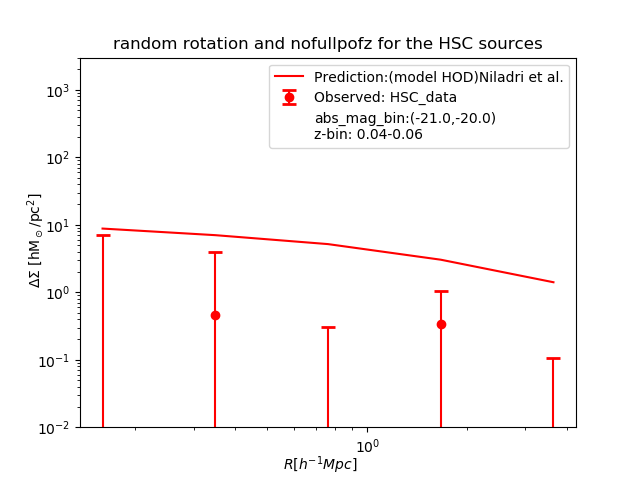 random rotation and nofullpofz for the HSC sources
Prediction:(model HOD)Niladri et al.
Observed: HSC_data
abs_mag_bin:(-21.0,-20.0)
z-bin: 0.04-0.06
10³
10²
10¹
10⁰
10⁻¹
10⁻²
ΔΣ [hM⊙/pc²]
10⁰
R[h⁻¹Mpc]